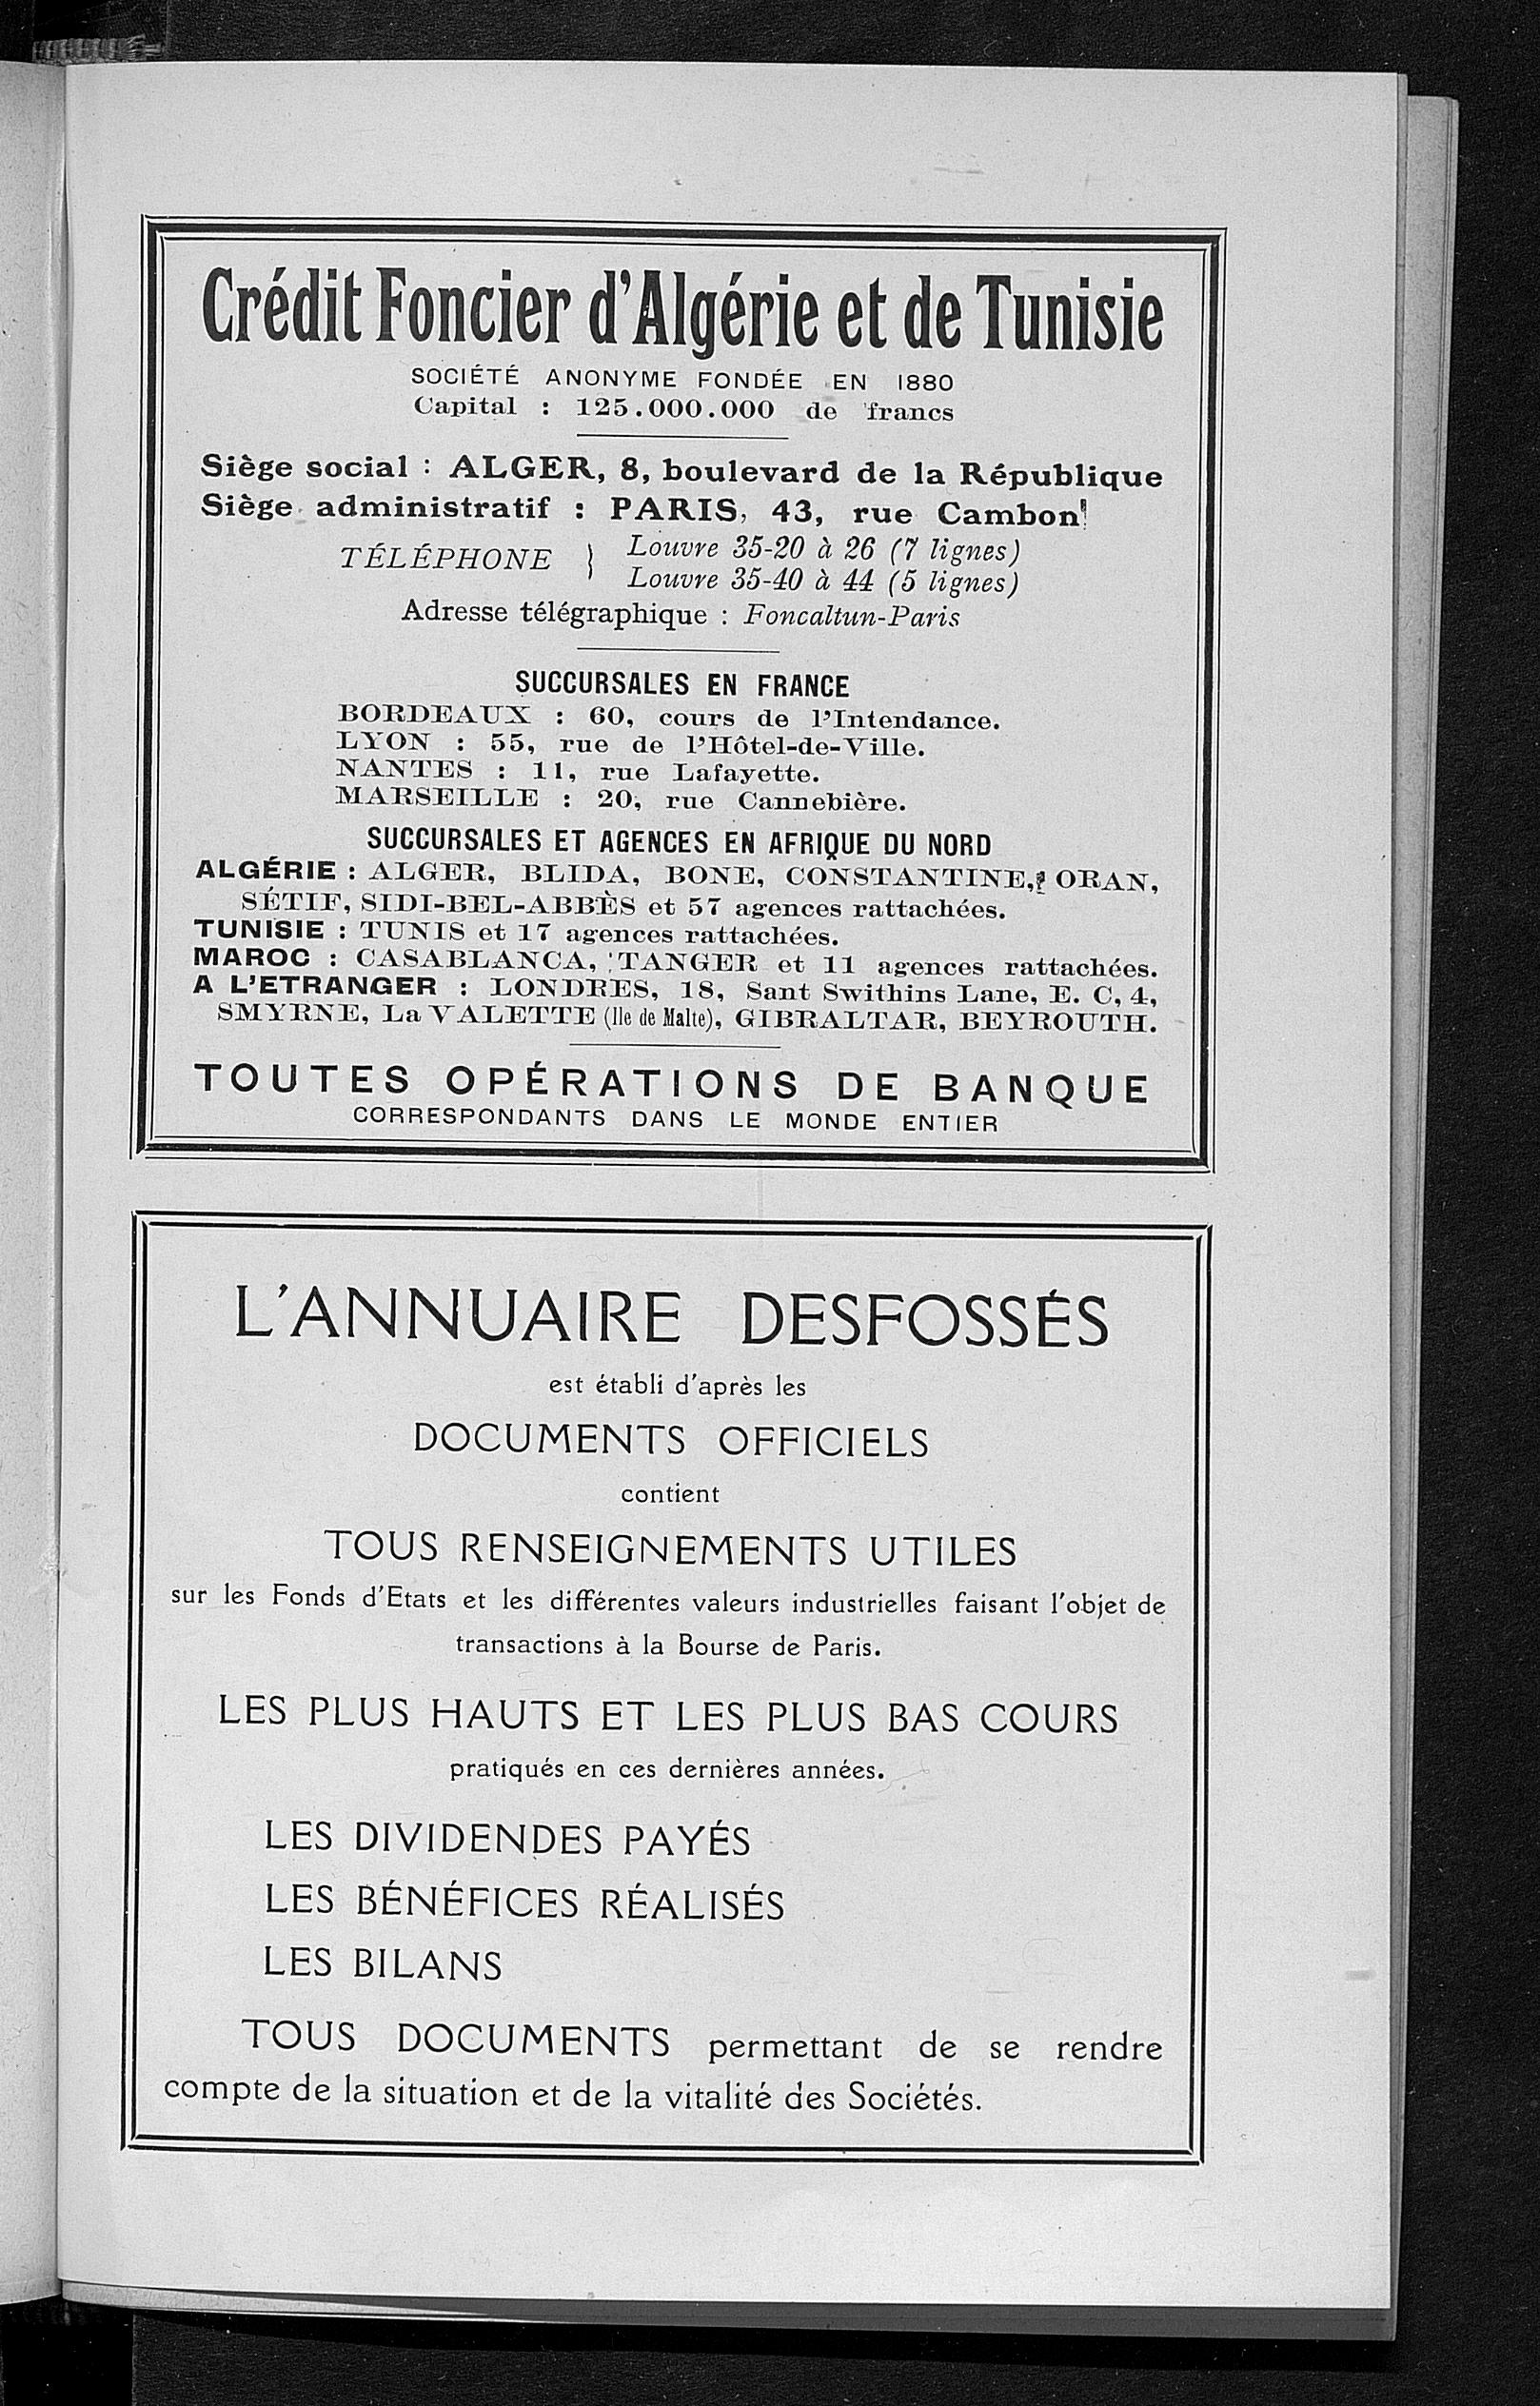 Crédit Foncier d'Algérie et de Tunisie
SOCIÉTÉ ANONYME FONDÉE EN 1880
Capital : 125.000.000 de francs
Siège social : ALGER, 8, boulevard de la République
Siège administratif : PARIS, 43, rue Cambon
TÉLÉPHONE } Louvre 35-20 à 26 (7 lignes)
Louvre 35-40 à 44 (5 lignes)
Adresse télégraphique : Foncaltun-Paris
SUCCURSALES EN FRANCE
BORDEAUX : 60, cours de l'Intendance.
LYON : 55, rue de l'Hôtel-de-Ville.
NANTES : 11, rue Lafayette.
MARSEILLE : 20, rue Cannebière.
SUCCURSALES ET AGENCES EN AFRIQUE DU NORD
ALGÉRIE : ALGER, BLIDA, BONE, CONSTANTINE, ORAN,
SÉTIF, SIDI-BEL-ABBÈS et 57 agences rattachées.
TUNISIE : TUNIS et 17 agences rattachées.
MAROC : CASABLANCA, TANGER et 11 agences rattachées.
A L'ETRANGER : LONDRES, 18, Sant Swithins Lane, E. C, 4,
SMYRNE, La VALETTE (Ile de Malte), GIBRALTAR, BEYROUTH.
TOUTES OPÉRATIONS DE BANQUE
CORRESPONDANTS DANS LE MONDE ENTIER
L'ANNUAIRE DESFOSSÉS
est établi d'après les
DOCUMENTS OFFICIELS
contient
TOUS RENSEIGNEMENTS UTILES
sur les Fonds d'Etats et les différentes valeurs industrielles faisant l'objet de
transactions à la Bourse de Paris.
LES PLUS HAUTS ET LES PLUS BAS COURS
pratiqués en ces dernières années.
LES DIVIDENDES PAYÉS
LES BÉNÉFICES RÉALISÉS
LES BILANS
TOUS DOCUMENTS permettant de se rendre
compte de la situation et de la vitalité des Sociétés.